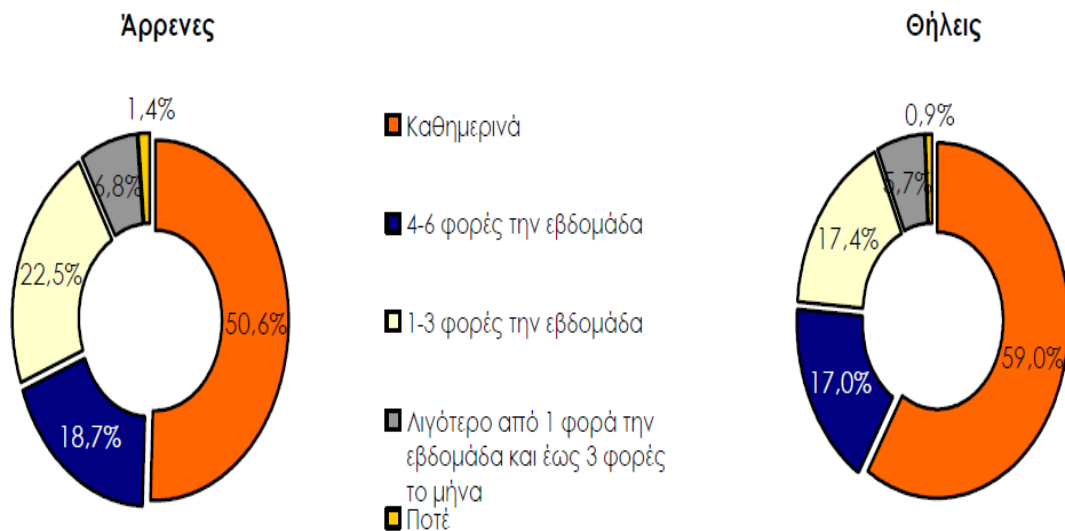 Άρρενες
1,4%
6,8%
22,5%
50,6%
18,7%
Καθημερινά
4-6 φορές την εβδομάδα
1-3 φορές την εβδομάδα
Λιγότερο από 1 φορά την
εβδομάδα και έως 3 φορές
το μήνα
Ποτέ
Θήλεις
0,9%
5,7%
17,4%
59,0%
17,0%